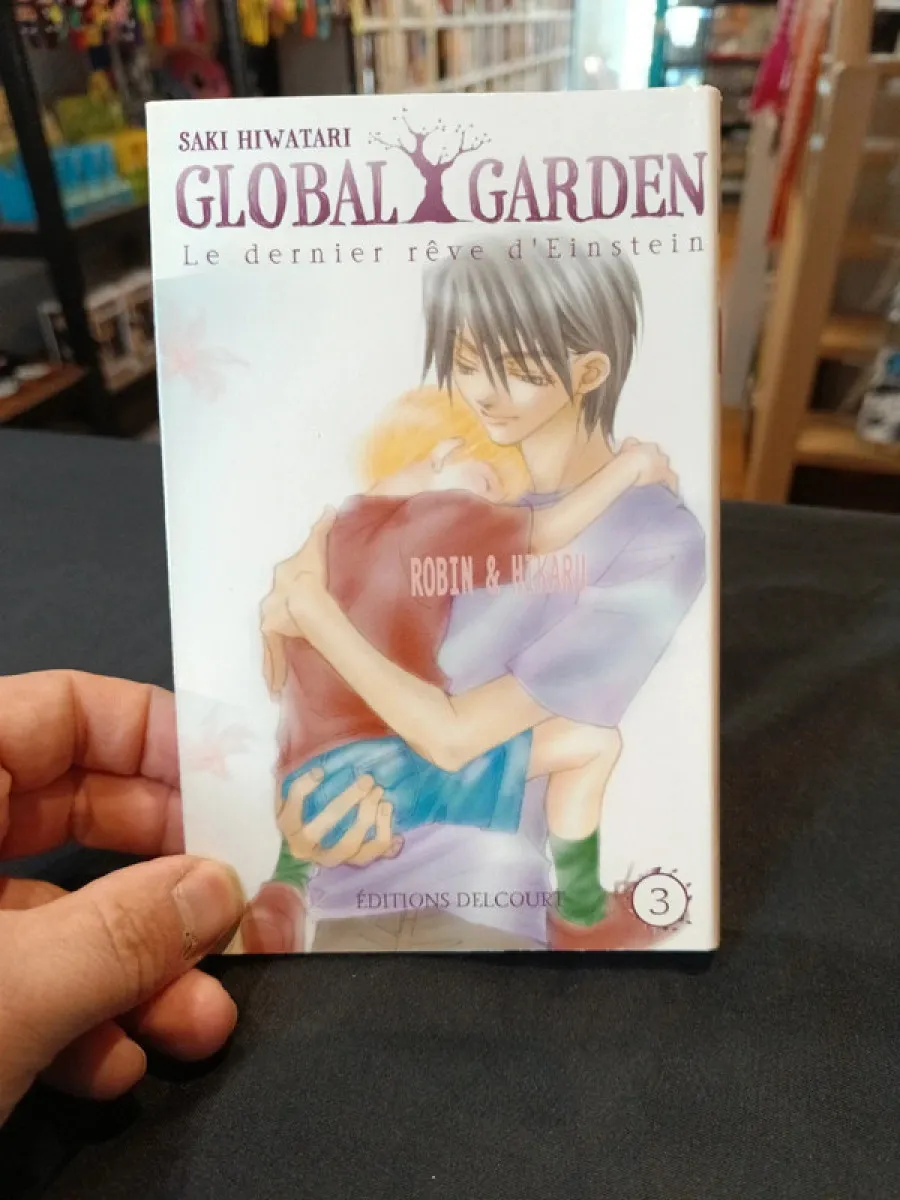 SAKI HIWATARI
GLOBAL GARDEN
Le dernier rêve d'Einstein
ROBIN & HIKARU
ÉDITIONS DELCOURT
3